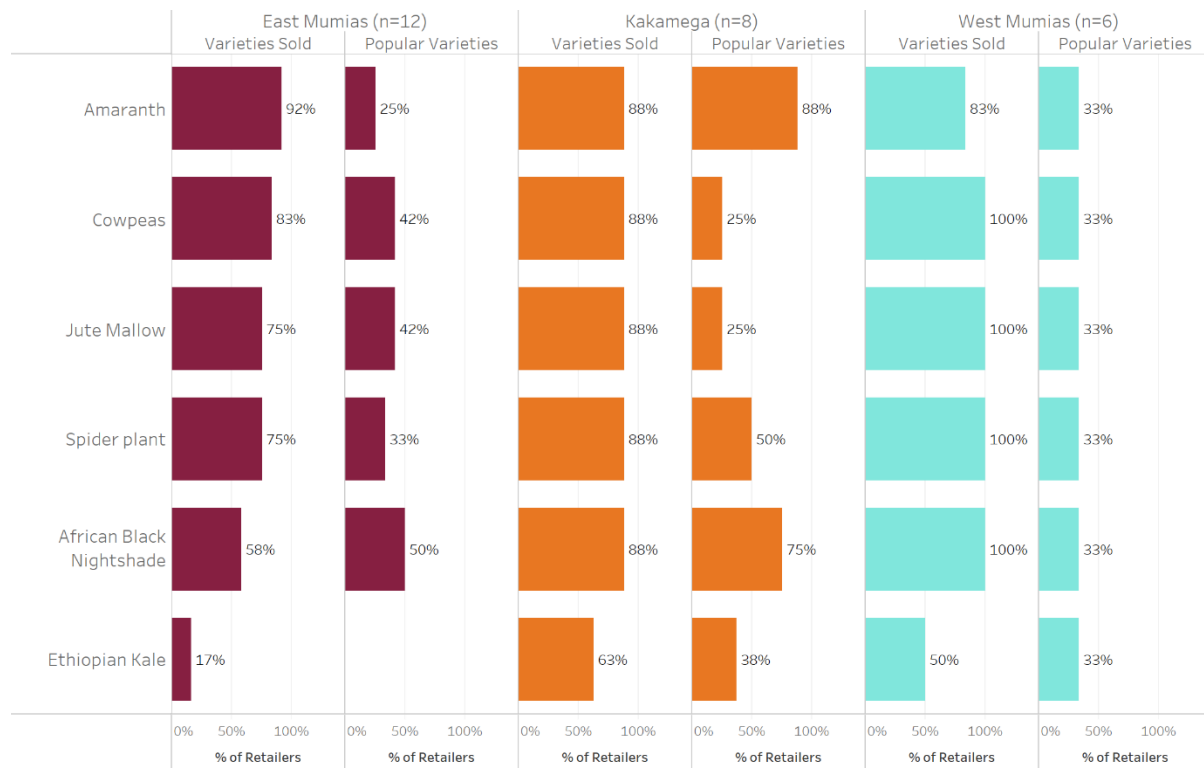 East Mumias (n=12) Kakamega (n=8) West Mumias (n=6)
Varieties Sold Popular Varieties Varieties Sold Popular Varieties Varieties Sold Popular Varieties
Amaranth 92% 25% 88% 88% 83% 33%
Cowpeas 83% 42% 88% 25% 100% 33%
Jute Mallow 75% 42% 88% 25% 100% 33%
Spider plant 75% 33% 88% 50% 100% 33%
African Black
Nightshade 58% 50% 88% 75% 100% 33%
Ethiopian Kale 17% 63% 38% 50% 33%
0% 50% 100% 0% 50% 100% 0% 50% 100% 0% 50% 100% 0% 50% 100% 0% 50% 100%
% of Retailers % of Retailers % of Retailers % of Retailers % of Retailers % of Retailers